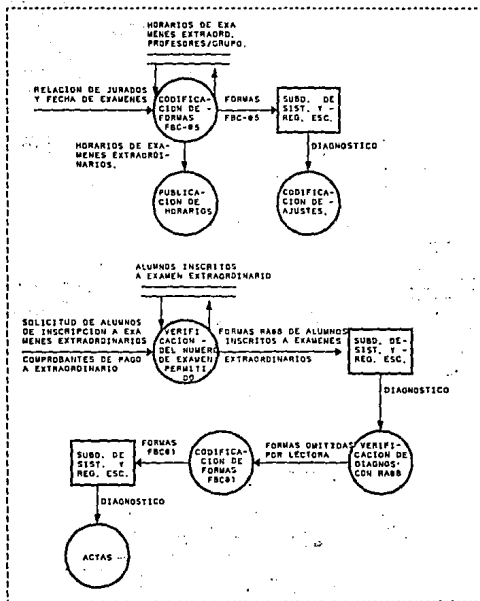 HORARIOS DE EXA
MENES EXTRAORD.
PROFESORES/GRUPO.
RELACION DE JURADOS
Y FECHA DE EXAMENES
CODIFICA-
CION DE -
FORMAS
FBC-05
FORMAS
FBC-05
SUBD. DE
SIST. Y -
REG. ESC.
HORARIOS DE EXA-
MENES EXTRAORDI-
NARIOS.
DIAGNOSTICO
PUBLICA-
CION DE
HORARIOS
CODIFICA-
CION DE -
AJUSTES.
ALUMNOS INSCRITOS
A EXAMEN EXTRAORDINARIO
SOLICITUD DE ALUMNOS
DE INSCRIPCION A EXA
MENES EXTRAORDINARIOS
COMPROBANTES DE PAGO
A EXTRAORDINARIO
VERIFI
CACION -
DEL NUMERO
DE EXAMEN
PERMITI
DO
FORMAS RA08 DE ALUMNOS
INSCRITOS A EXAMENES
EXTRAORDINARIOS
SUBD. DE-
SIST. Y -
REG. ESC.
DIAGNOSTICO
VERIFICA-
CION DE
DIAGNOS-
CON RA08
FORMAS OMITIDAS
POR LECTORA
CODIFICA-
CION DE
FORMAS
FBC01
FORMAS
FBC01
SUBD. DE
SIST. Y
REG. ESC.
DIAGNOSTICO
ACTAS